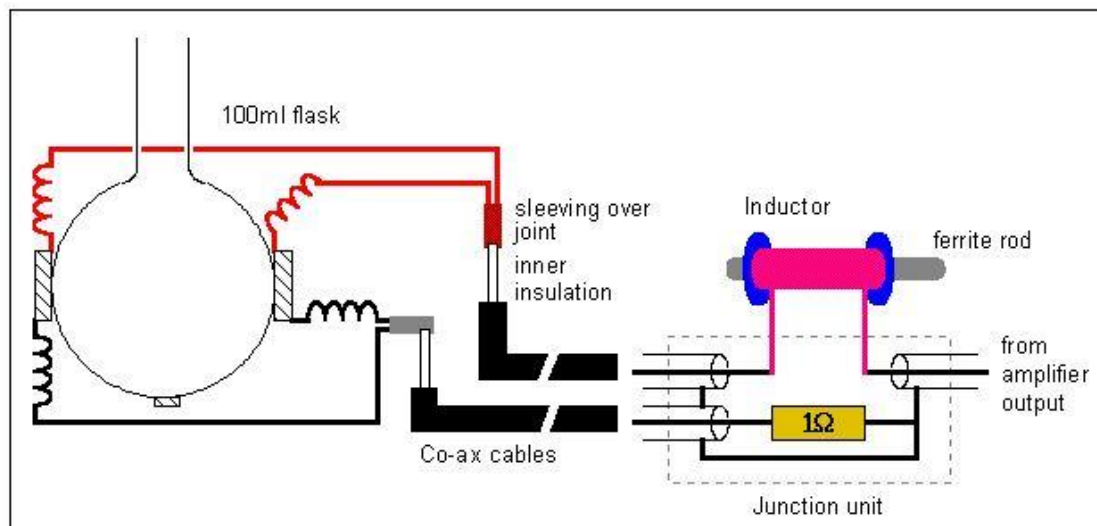 100ml flask
sleeving over
joint
inner
insulation
Inductor
ferrite rod
from
amplifier
output
1Ω
Co-ax cables
Junction unit